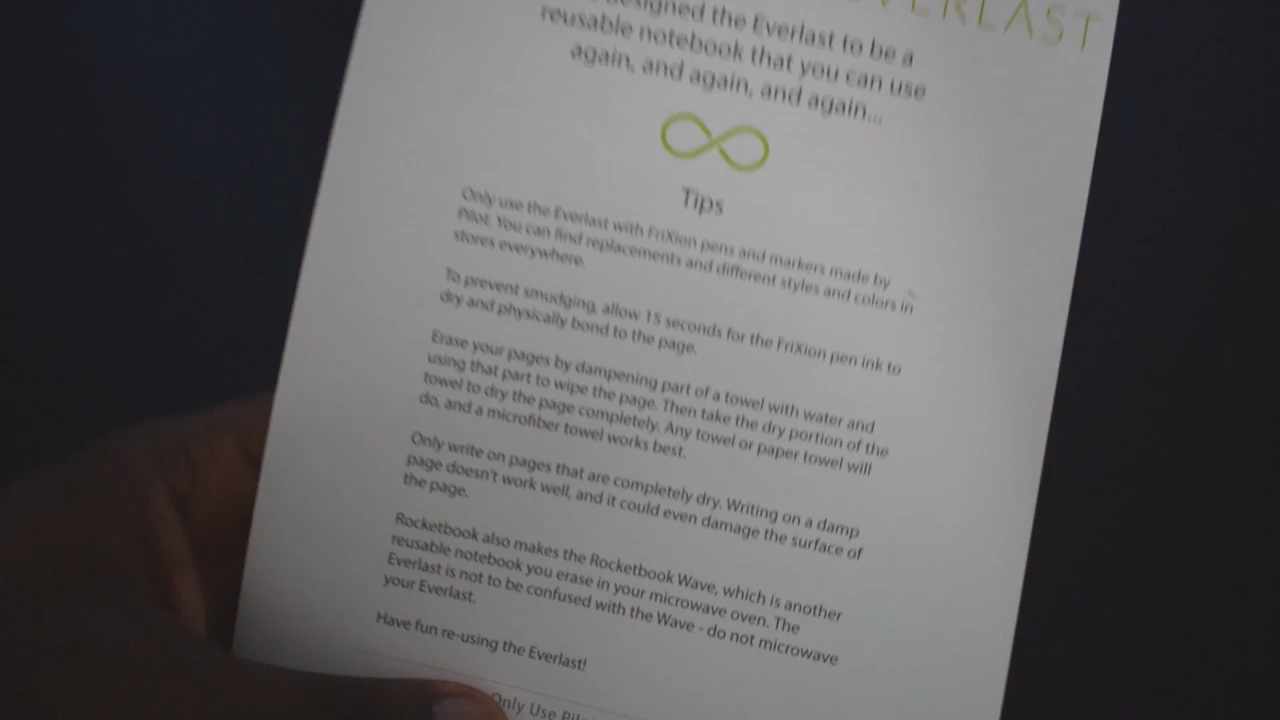 EVERLAST
designed the Everlast to be a
reusable notebook that you can use
again, and again, and again...
Tips
Only use the Everlast with FriXion pens and markers made by
Pilot. You can find replacements and different styles and colors in
stores everywhere.
To prevent smudging, allow 15 seconds for the FriXion pen ink to
dry and physically bond to the page.
Erase your pages by dampening part of a towel with water and
using that part to wipe the page. Then take the dry portion of the
towel to dry the page completely. Any towel or paper towel will
do, and a microfiber towel works best.
Only write on pages that are completely dry. Writing on a damp
page doesn't work well, and it could even damage the surface of
the page.
Rocketbook also makes the Rocketbook Wave, which is another
reusable notebook you erase in your microwave oven. The
Everlast is not to be confused with the Wave - do not microwave
your Everlast.
Have fun re-using the Everlast!
Only Use